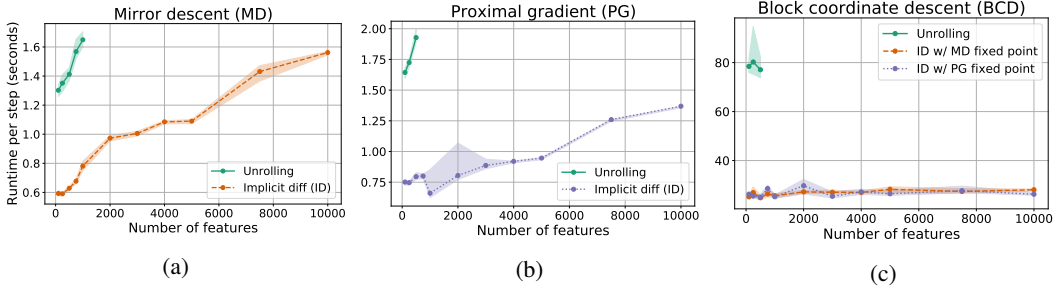 Mirror descent (MD)
Runtime per step (seconds)
1.6
1.4
1.2
1.0
0.8
0.6
Unrolling
Implicit diff (ID)
0
2000
4000
6000
8000
10000
Number of features
(a)
Proximal gradient (PG)
2.00
1.75
1.50
1.25
1.00
0.75
Unrolling
Implicit diff (ID)
0
2000
4000
6000
8000
10000
Number of features
(b)
Block coordinate descent (BCD)
80
60
40
Unrolling
ID w/ MD fixed point
ID w/ PG fixed point
0
2000
4000
6000
8000
10000
Number of features
(c)